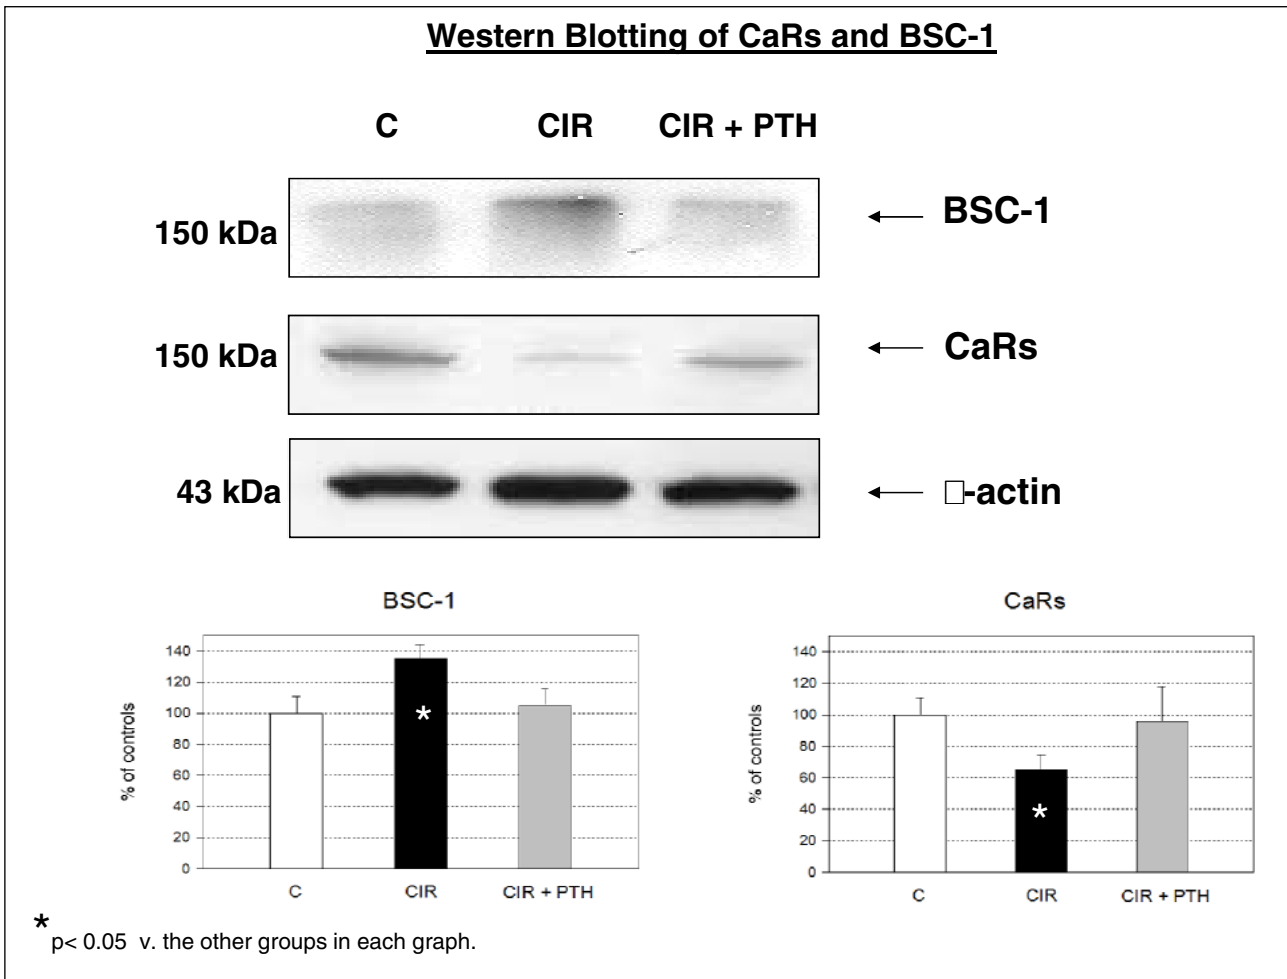 Western Blotting of CaRs and BSC-1
C CIR CIR + PTH
150 kDa BSC-1
150 kDa CaRs
43 kDa □-actin
BSC-1
140
120
100
80
60
40
20
0
% of controls
C CIR CIR + PTH
*
CaRs
140
120
100
80
60
40
20
0
% of controls
C CIR CIR + PTH
*
* p< 0.05 v. the other groups in each graph.